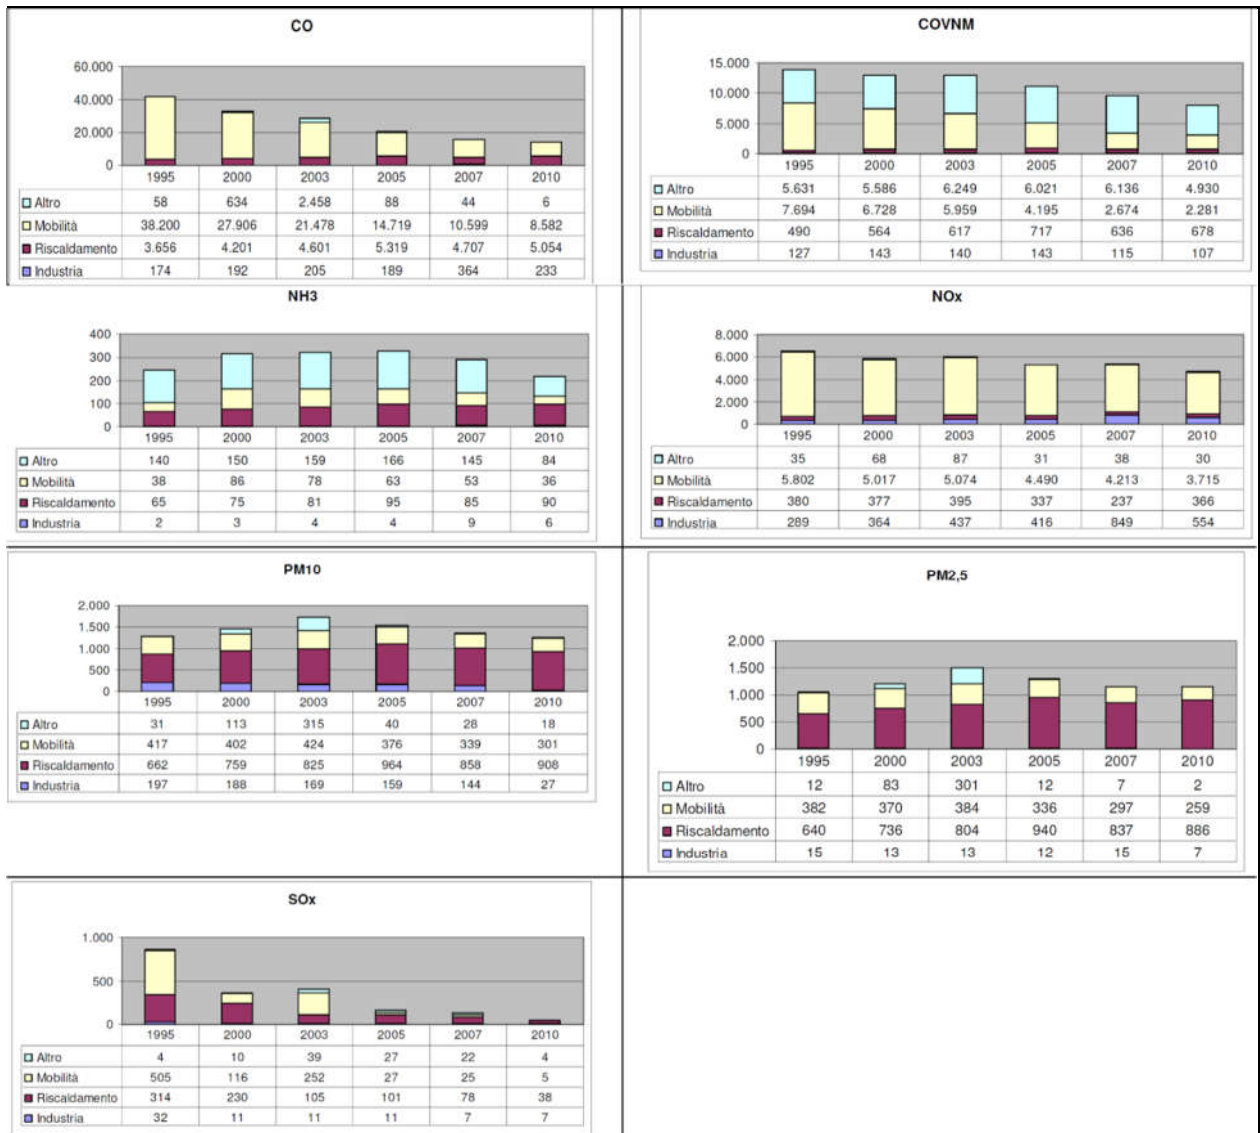 CO
60.000
40.000
20.000
0
1995 2000 2003 2005 2007 2010
Altro 58 634 2.458 88 44 6
Mobilità 38.200 27.906 21.478 14.719 10.599 8.582
Riscaldamento 3.656 4.201 4.601 5.319 4.707 5.054
Industria 174 192 205 189 364 233
COVNM
15.000
10.000
5.000
0
1995 2000 2003 2005 2007 2010
Altro 5.631 5.586 6.249 6.021 6.136 4.930
Mobilità 7.694 6.728 5.959 4.195 2.674 2.281
Riscaldamento 490 564 617 717 636 678
Industria 127 143 140 143 115 107
NH3
400
300
200
100
0
1995 2000 2003 2005 2007 2010
Altro 140 150 159 166 145 84
Mobilità 38 86 78 63 53 36
Riscaldamento 65 75 81 95 85 90
Industria 2 3 4 4 9 6
NOx
8.000
6.000
4.000
2.000
0
1995 2000 2003 2005 2007 2010
Altro 35 68 87 31 38 30
Mobilità 5.802 5.017 5.074 4.490 4.213 3.715
Riscaldamento 380 377 395 337 237 366
Industria 289 364 437 416 849 554
PM10
2.000
1.500
1.000
500
0
1995 2000 2003 2005 2007 2010
Altro 31 113 315 40 28 18
Mobilità 417 402 424 376 339 301
Riscaldamento 662 759 825 964 858 908
Industria 197 188 169 159 144 27
PM2,5
2.000
1.500
1.000
500
0
1995 2000 2003 2005 2007 2010
Altro 12 83 301 12 7 2
Mobilità 382 370 384 336 297 259
Riscaldamento 640 736 804 940 837 886
Industria 15 13 13 12 15 7
SOx
1.000
500
0
1995 2000 2003 2005 2007 2010
Altro 4 10 39 27 22 4
Mobilità 505 116 252 27 25 5
Riscaldamento 314 230 105 101 78 38
Industria 32 11 11 11 7 7